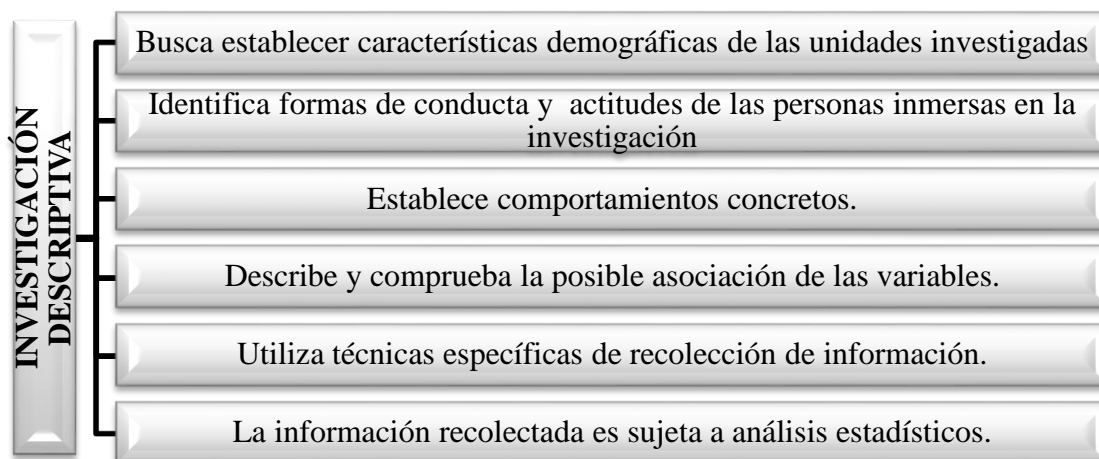 INVESTIGACIÓN
DESCRIPTIVA
Busca establecer características demográficas de las unidades investigadas
Identifica formas de conducta y  actitudes de las personas inmersas en la
investigación
Establece comportamientos concretos.
Describe y comprueba la posible asociación de las variables.
Utiliza técnicas específicas de recolección de información.
La información recolectada es sujeta a análisis estadísticos.